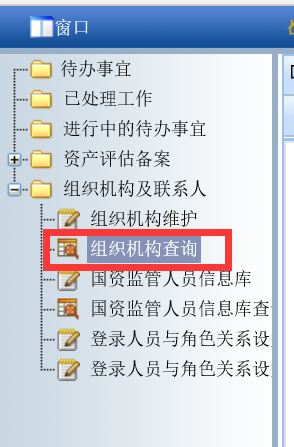 窗口
待办事宜
已处理工作
进行中的待办事宜
资产评估备案
组织机构及联系人
组织机构维护
组织机构查询
国资监管人员信息库
国资监管人员信息库查
登录人员与角色关系设
登录人员与角色关系设